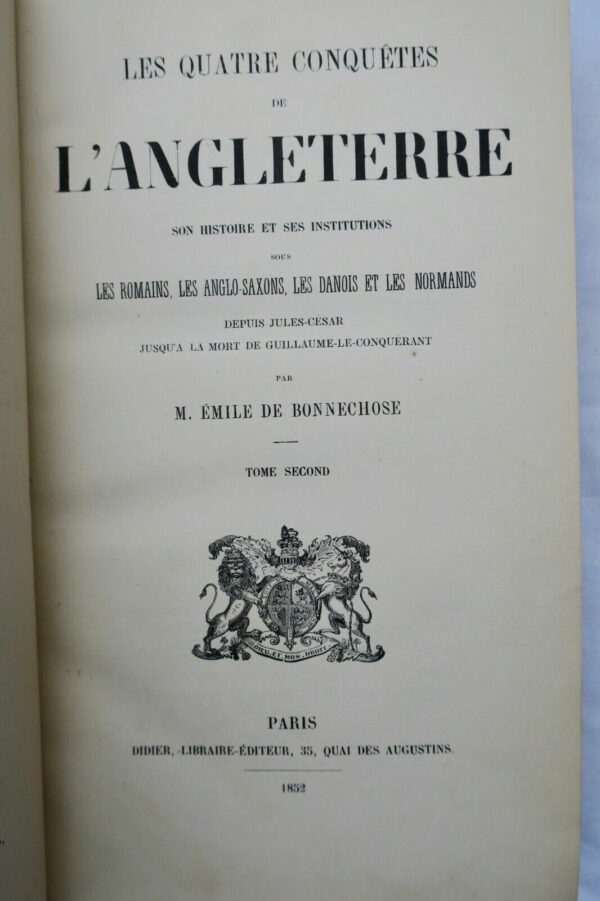 LES QUATRE CONQUÊTES
DE
L'ANGLETERRE
SON HISTOIRE ET SES INSTITUTIONS
SOUS
LES ROMAINS, LES ANGLO-SAXONS, LES DANOIS ET LES NORMANDS
DEPUIS JULES-CESAR
JUSQU'A LA MORT DE GUILLAUME-LE-CONQUÉRANT
PAR
M. ÉMILE DE BONNECHOSE
TOME SECOND
DIEU · ET · MON · DROIT
PARIS
DIDIER, LIBRAIRE-ÉDITEUR, 35, QUAI DES AUGUSTINS.
1852